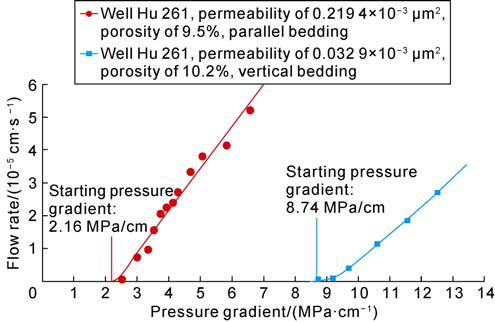 Well Hu 261, permeability of 0.219 4×10⁻³ μm²,
porosity of 9.5%, parallel bedding
Well Hu 261, permeability of 0.032 9×10⁻³ μm²,
porosity of 10.2%, vertical bedding
Flow rate/(10⁻⁵ cm·s⁻¹)
6
5
4
3
2
1
Starting pressure
gradient:
2.16 MPa/cm
Starting pressure
gradient:
8.74 MPa/cm
0 1 2 3 4 5 6 7 8 9 10 11 12 13 14
Pressure gradient/(MPa·cm⁻¹)